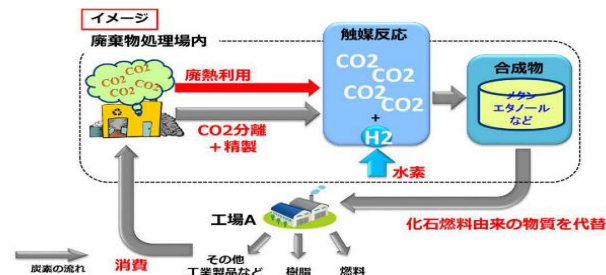 イメージ
廃棄物処理場内
CO2 CO2
CO2 CO2
CO2
廃熱利用
CO2分離
＋精製
触媒反応
CO2
CO2
CO2
CO2
+
H2
水素
合成物
メタン
エタノール
など
化石燃料由来の物質を代替
工場A
その他
工業製品など
樹脂
燃料
消費
炭素の流れ